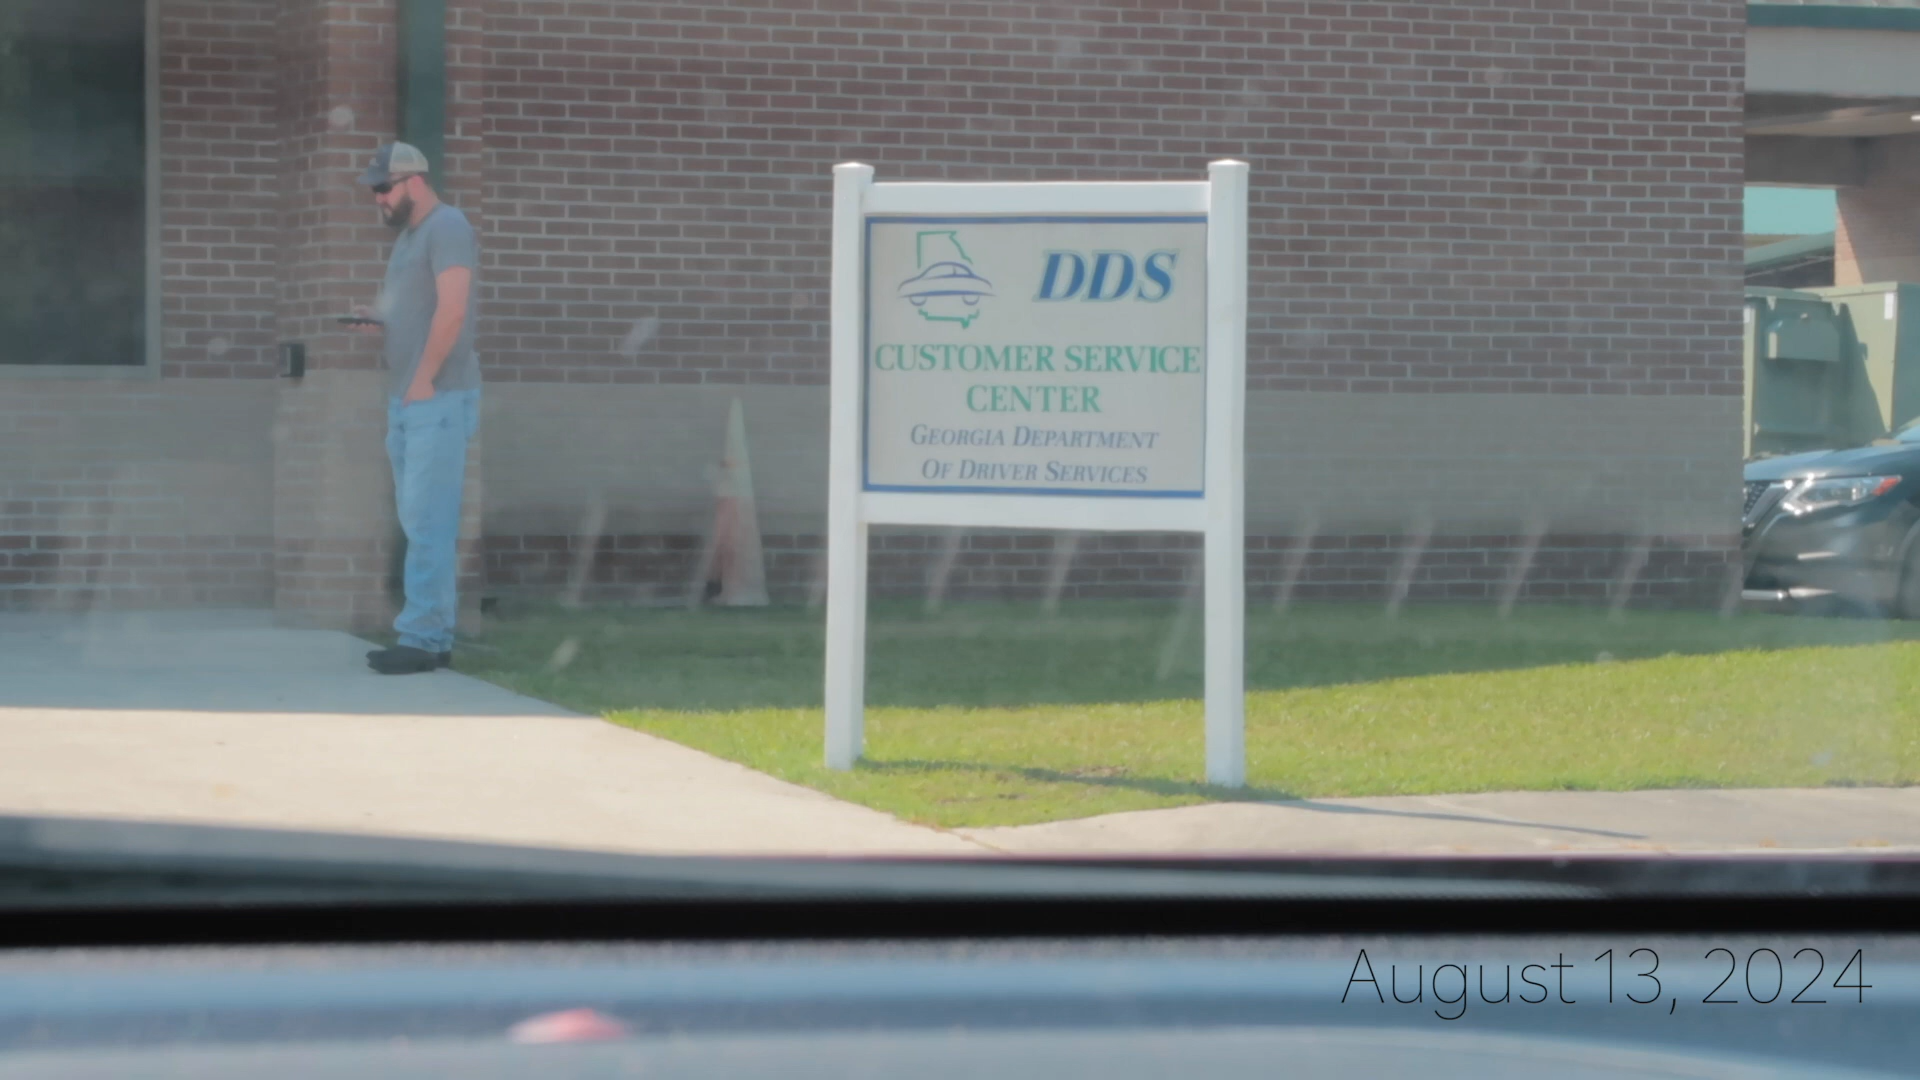 DDS
CUSTOMER SERVICE
CENTER
GEORGIA DEPARTMENT
OF DRIVER SERVICES
August 13, 2024